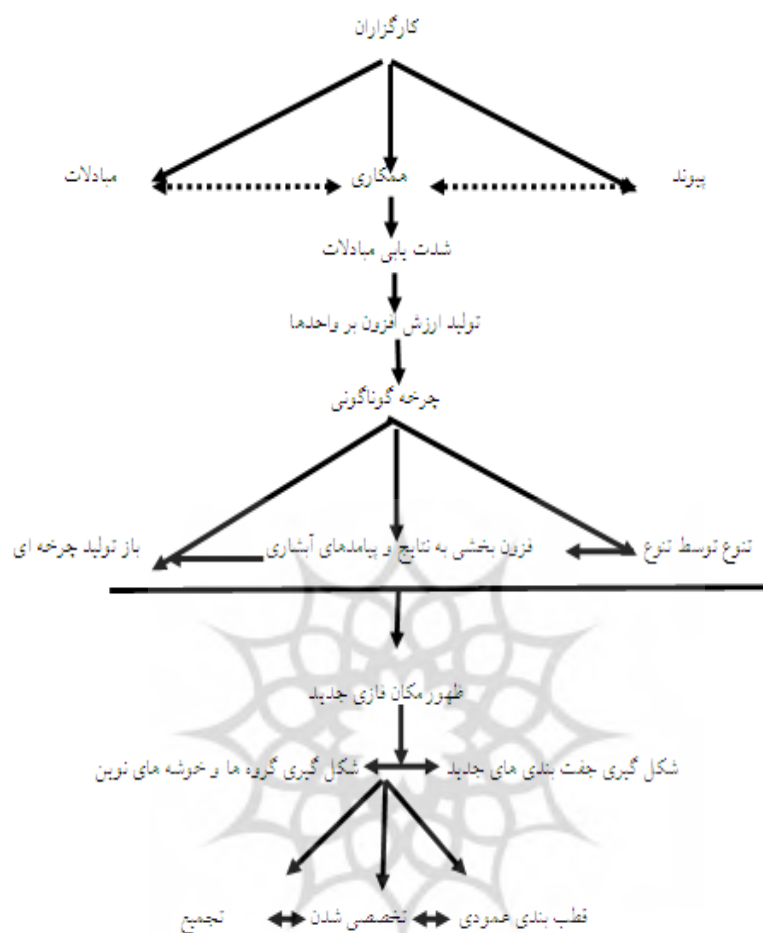 کارگزاران
پیوند همکاری مبادلات
شدت یابی مبادلات
تولید ارزش افزون بر واحدها
چرخه گوناگونی
تنوع توسط تنوع فزون بخشی به نتایج و پیامدهای آبشاری باز تولید چرخه ای
ظهور مکان فازی جدید
شکل گیری جفت بندی های جدید شکل گیری گروه ها و خوشه های نوین
قطب بندی عمودی تخصصی شدن تجمیع